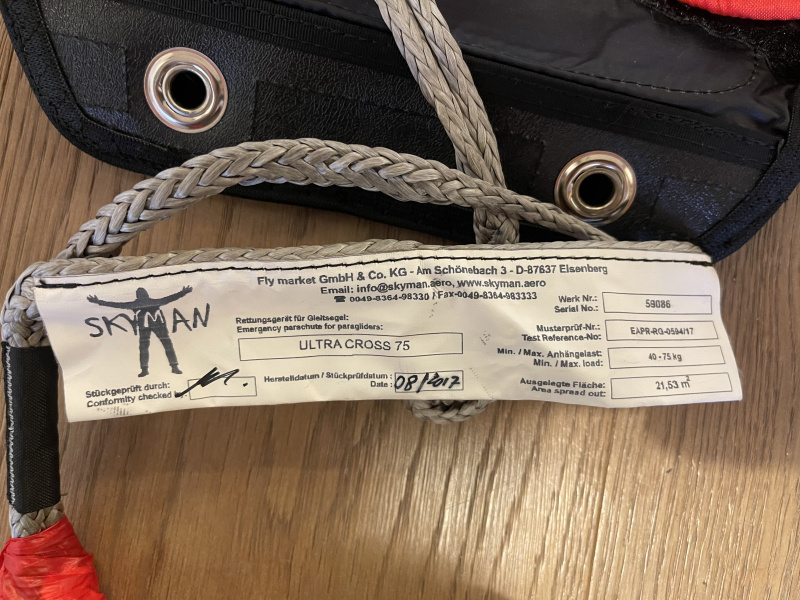 Fly market GmbH & Co. KG - Am Schönebach 3 - D-87637 Eisenberg
Email: info@skyman.aero, www.skyman.aero
☎ 0049-8364-98330 / Fax-0049-8364-983333
SKYMAN
Rettungsgerät für Gleitsegel:
Emergency parachute for paragliders:
ULTRA CROSS 75
Stückgeprüft durch:
Conformity checked
Herstelldatum / Stückprüfdatum :
Date :
08/2017
Werk Nr.:
Serial No.:
59086
Musterprüf-Nr.:
Test Reference-No:
EAPR-RG-0594/17
Min. / Max. Anhängelast:
Min. / Max. load:
40 - 75 kg
Ausgelegte Fläche:
Area spread out:
21,53 m²